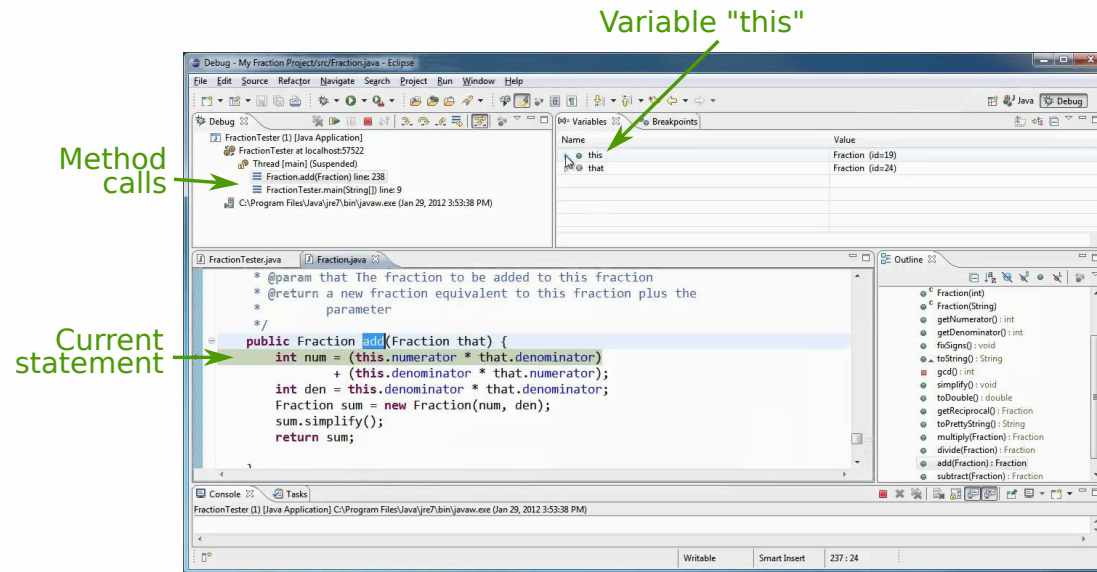 Variable "this"
Debug - My Fraction Project/src/Fraction.java - Eclipse
File Edit Source Refactor Navigate Search Project Run Window Help
Java Debug
Debug
Variables Breakpoints
FractionTester (1) [Java Application]
FractionTester at localhost:57522
Thread [main] (Suspended)
Fraction.add(Fraction) line: 238
FractionTester.main(String[]) line: 9
C:\Program Files\Java\jre7\bin\javaw.exe (Jan 29, 2012 3:53:38 PM)
Name Value
this Fraction (id=19)
that Fraction (id=24)
Method
calls
FractionTester.java Fraction.java
* @param that The fraction to be added to this fraction
* @return a new fraction equivalent to this fraction plus the
* parameter
*/
public Fraction add(Fraction that) {
int num = (this.numerator * that.denominator)
+ (this.denominator * that.numerator);
int den = this.denominator * that.denominator;
Fraction sum = new Fraction(num, den);
sum.simplify();
return sum;
}
Current
statement
Outline
Fraction(int)
Fraction(String)
getNumerator() : int
getDenominator() : int
fixSigns() : void
toString() : String
gcd() : int
simplify() : void
toDouble() : double
getReciprocal() : Fraction
toPrettyString() : String
multiply(Fraction) : Fraction
divide(Fraction) : Fraction
add(Fraction) : Fraction
subtract(Fraction) : Fraction
Console Tasks
FractionTester (1) [Java Application] C:\Program Files\Java\jre7\bin\javaw.exe (Jan 29, 2012 3:53:38 PM)
Writable Smart Insert 237 : 24